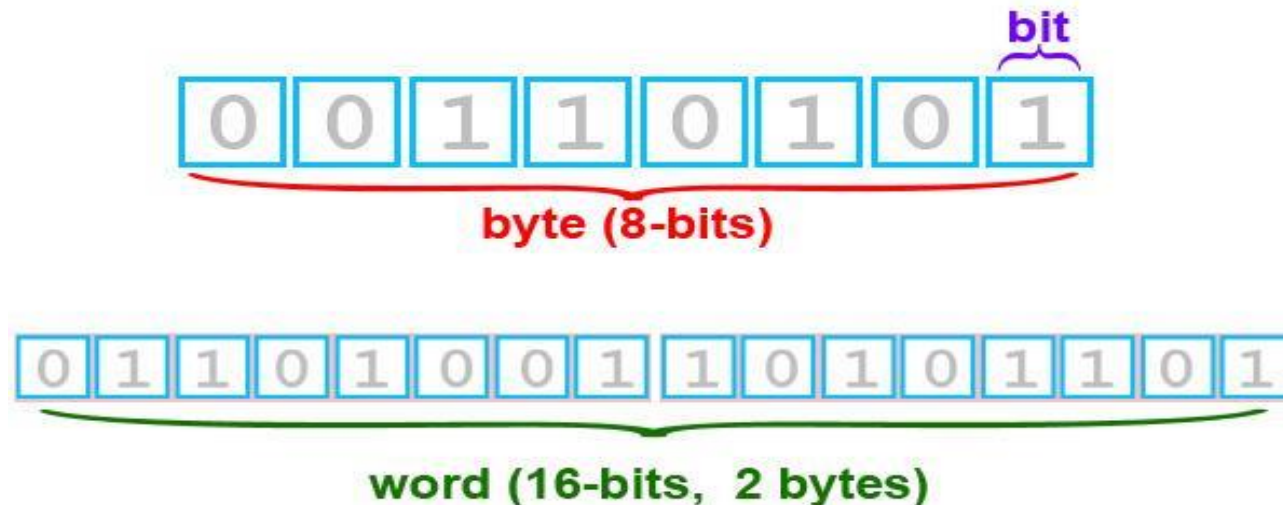 bit
0 0 1 1 0 1 0 1
byte (8-bits)
0 1 1 0 1 0 0 1 1 0 1 0 1 1 0 1
word (16-bits, 2 bytes)